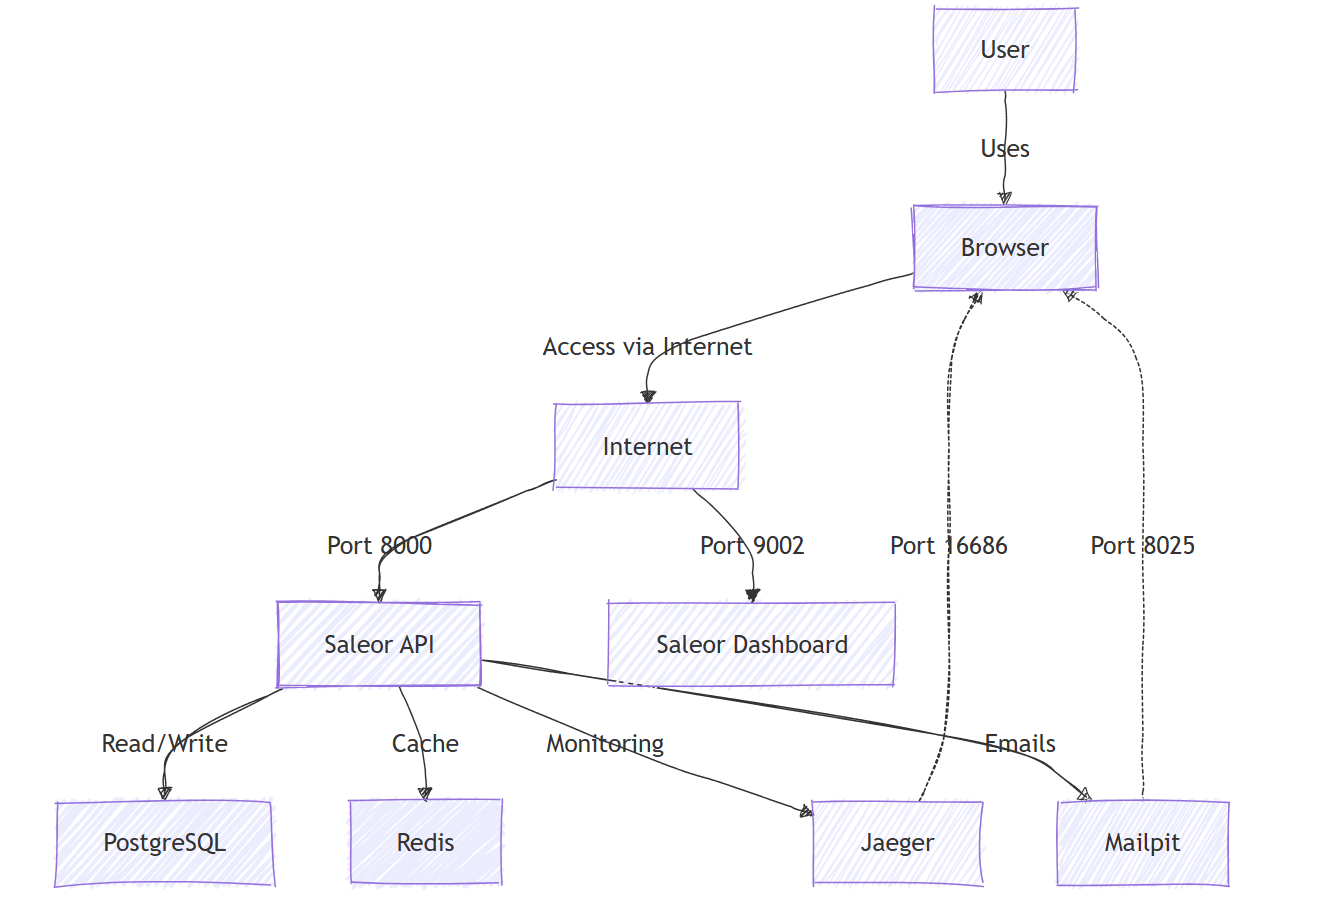 User
Uses
Browser
Access via Internet
Internet
Port 8000
Port 9002
Port 16686
Port 8025
Saleor API
Saleor Dashboard
Read/Write
Cache
Monitoring
Emails
PostgreSQL
Redis
Jaeger
Mailpit